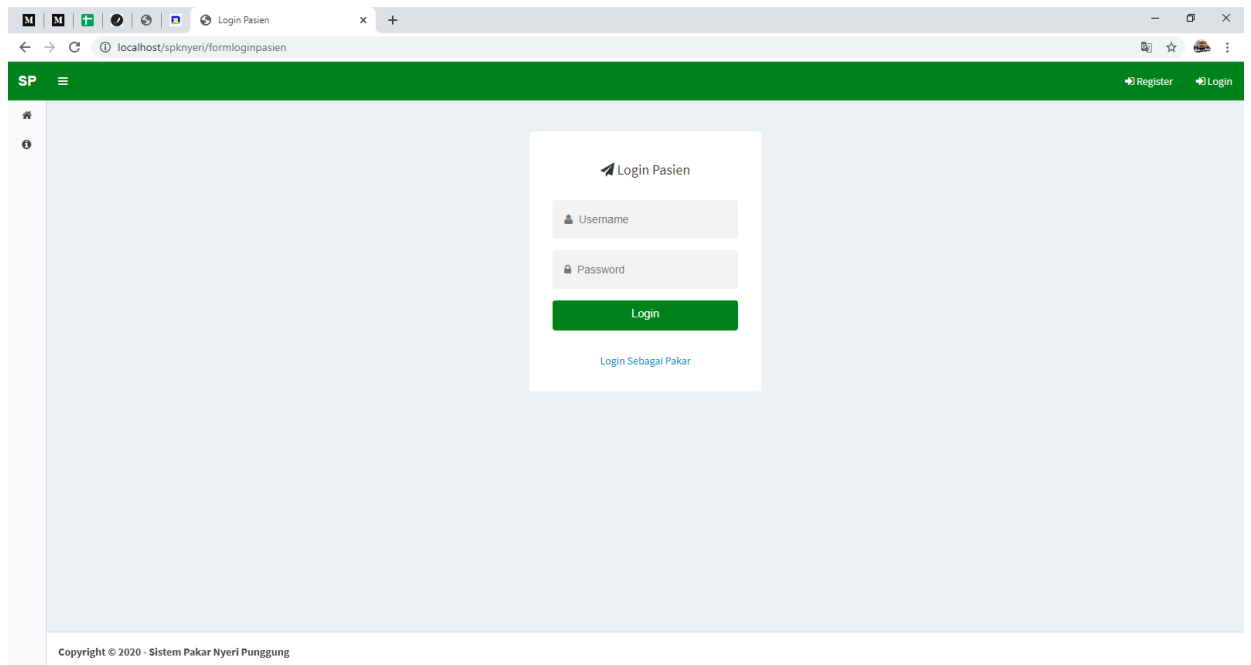 M M Login Pasien
localhost/spknyeri/formloginpasien
SP Register Login
Login Pasien
Username
Password
Login
Login Sebagai Pakar
Copyright © 2020 - Sistem Pakar Nyeri Punggung